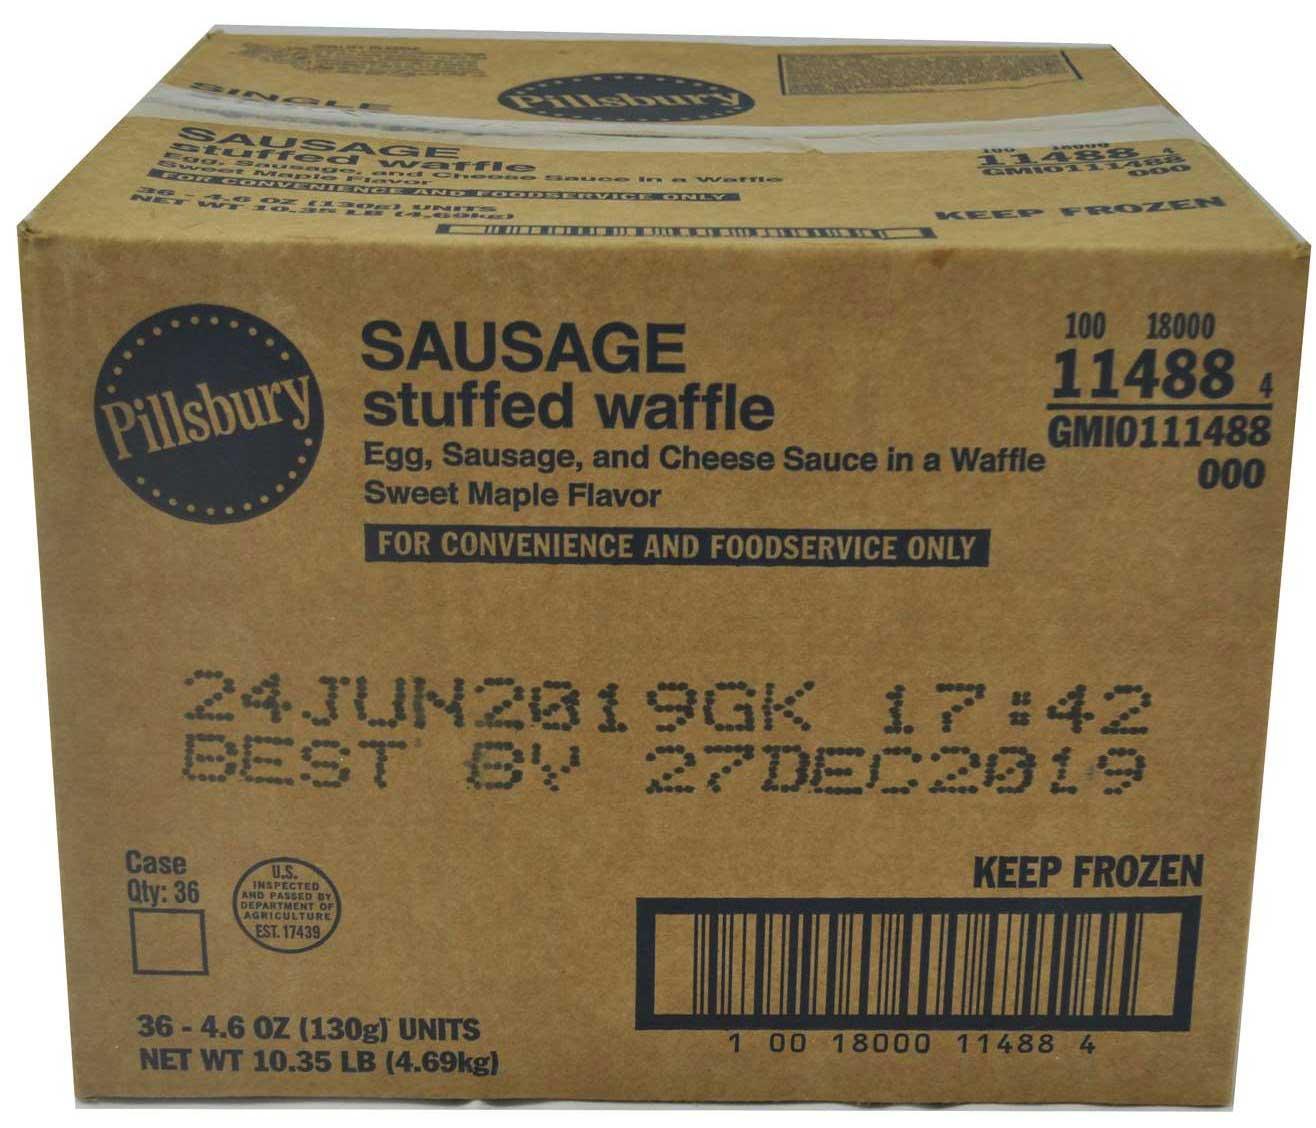 Pillsbury
SINGLE
SAUSAGE
stuffed waffle
Egg, Sausage, and Cheese Sauce in a Waffle
Sweet Maple Flavor
FOR CONVENIENCE AND FOODSERVICE ONLY
36 - 4.6 OZ (130g) UNITS
NET WT 10.35 LB (4.69kg)
100 18000
11488 4
GMI0111488
000
KEEP FROZEN
Pillsbury
SAUSAGE
stuffed waffle
Egg, Sausage, and Cheese Sauce in a Waffle
Sweet Maple Flavor
FOR CONVENIENCE AND FOODSERVICE ONLY
100 18000
11488 4
GMI0111488
000
24JUN2019GK 17:42
BEST BY 27DEC2019
Case
Qty: 36
U.S.
INSPECTED
AND PASSED BY
DEPARTMENT OF
AGRICULTURE
EST. 17439
36 - 4.6 OZ (130g) UNITS
NET WT 10.35 LB (4.69kg)
KEEP FROZEN
1 00 18000 11488 4